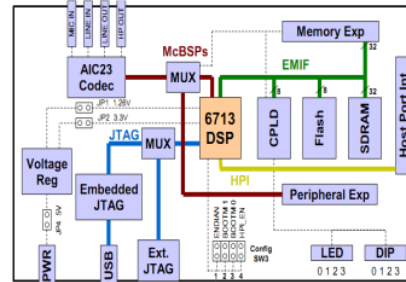 MIC IN
LINE IN
LINE OUT
HP OUT
McBSPs
Memory Exp
32
AIC23
Codec
MUX
EMIF
8
8
32
JP1 1.26V
JP2 3.3V
6713
DSP
CPLD
Flash
SDRAM
Host Port Int
JTAG
MUX
Voltage
Reg
HPI
Embedded
JTAG
Peripheral Exp
JP4 5V
ENDIAN
BOOTM 1
BOOTM 0
HPI_EN
Config
SW3
PWR
USB
Ext.
JTAG
LED
DIP
1 2 3 4
0 1 2 3
0 1 2 3